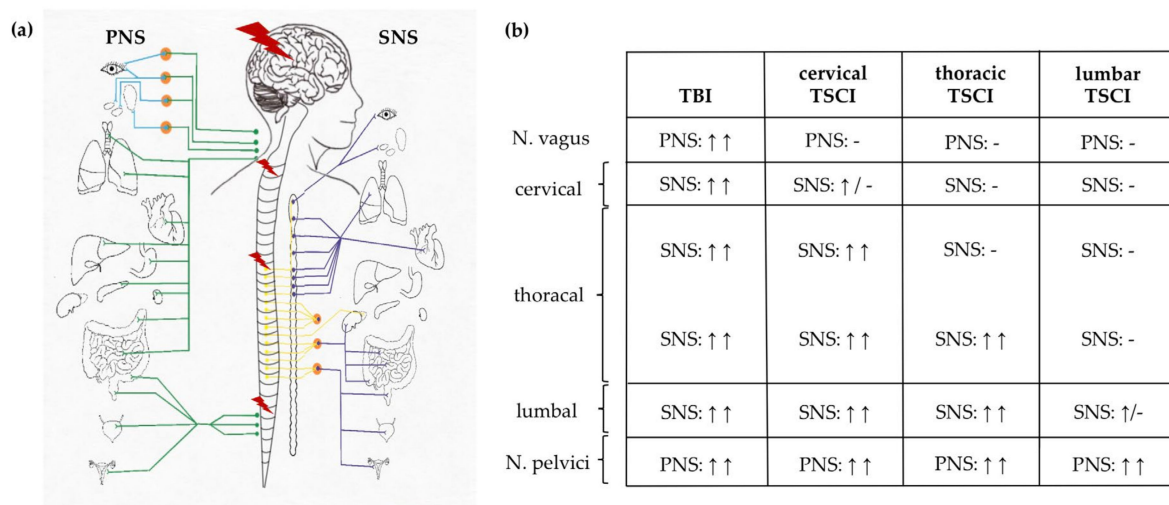 (a)
PNS
SNS
(b)
TBI
cervical TSCI
thoracic TSCI
lumbar TSCI
N. vagus
PNS: ↑↑
PNS: -
PNS: -
PNS: -
cervical
SNS: ↑↑
SNS: ↑/-
SNS: -
SNS: -
thoracal
SNS: ↑↑
SNS: ↑↑
SNS: -
SNS: -
SNS: ↑↑
SNS: ↑↑
SNS: ↑↑
SNS: -
lumbal
SNS: ↑↑
SNS: ↑↑
SNS: ↑↑
SNS: ↑/-
N. pelvici
PNS: ↑↑
PNS: ↑↑
PNS: ↑↑
PNS: ↑↑